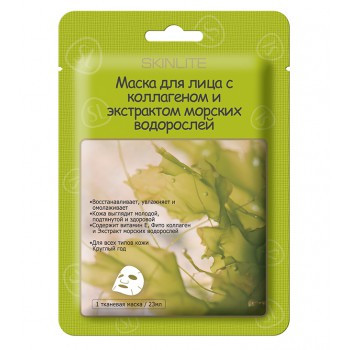 SKINLITE
Маска для лица с
коллагеном и
экстрактом морских
водорослей
•Восстанавливает, увлажняет и
омолаживает
•Кожа выглядит молодой,
подтянутой и здоровой
•Содержит витамин Е, Фито коллаген
и Экстракт морских водорослей
•Для всех типов кожи
Круглый год
1 тканевая маска / 23мл